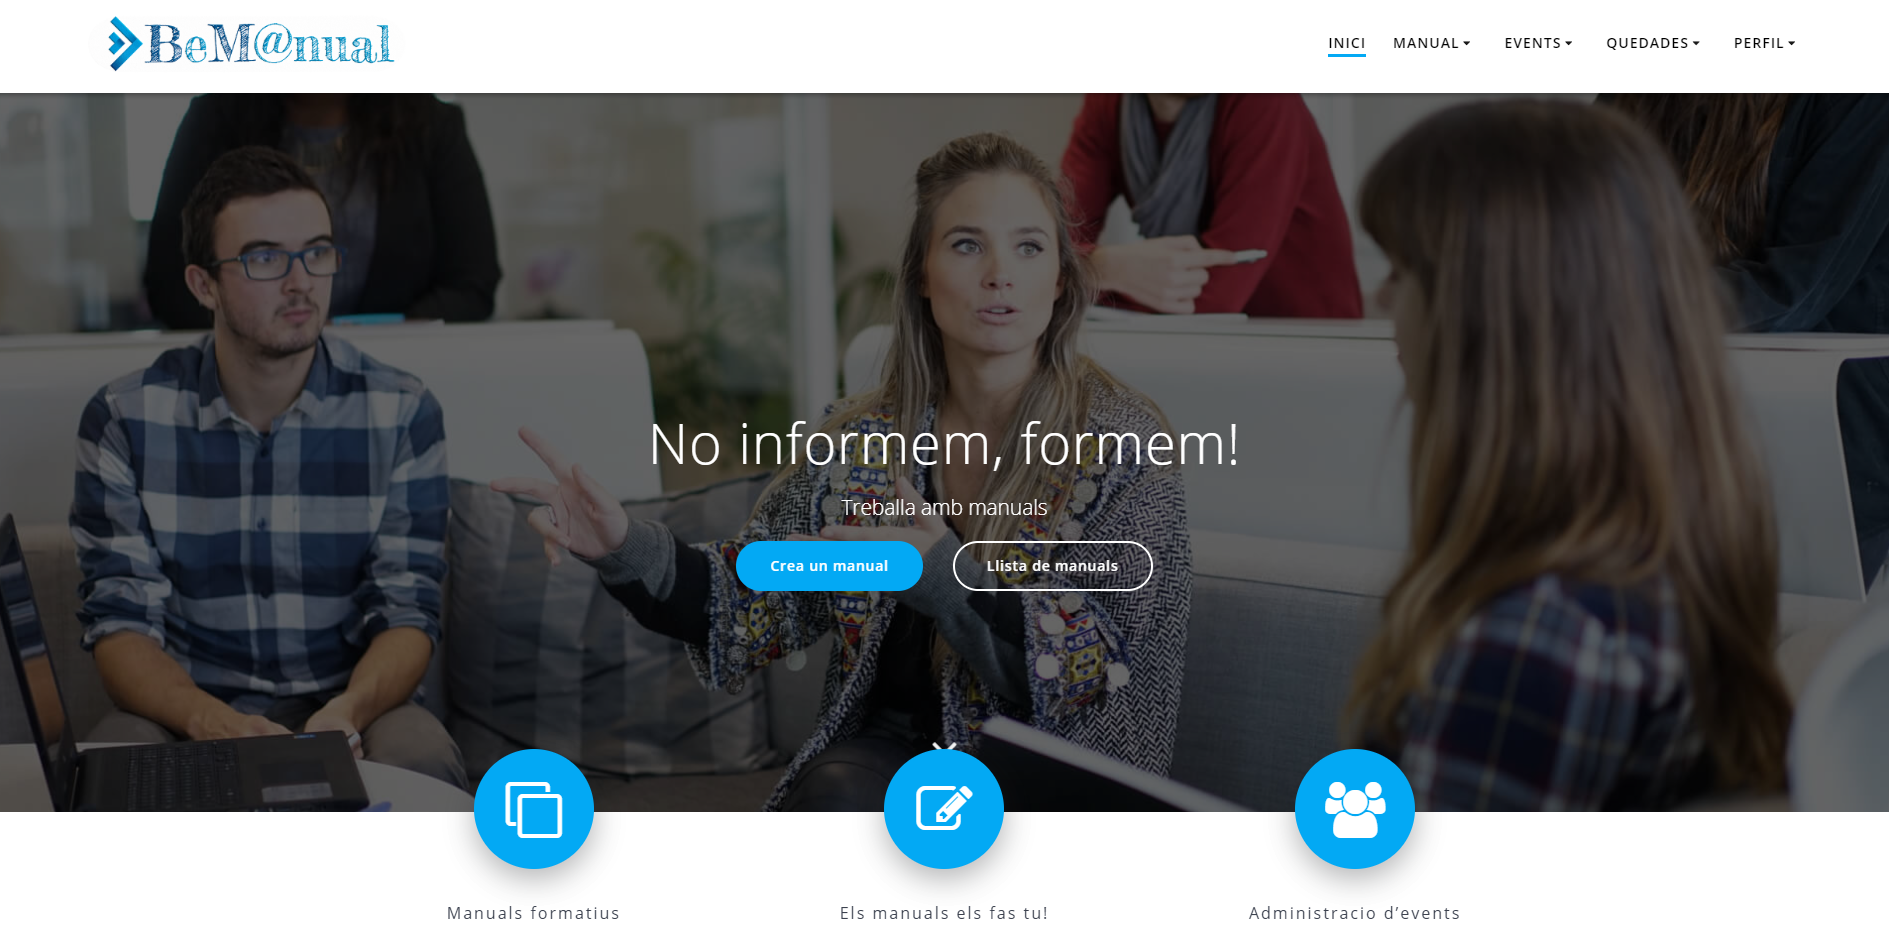 BeM@nual
INICI MANUAL EVENTS QUEDADES PERFIL
No informem, formem!
Treballa amb manuals
Crea un manual Llista de manuals
Manuals formatius Els manuals els fas tu! Administracio d’events